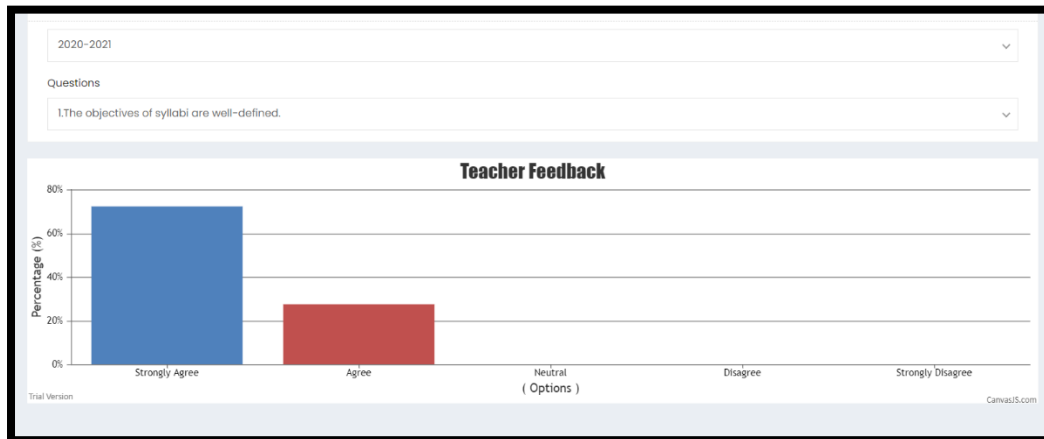 2020-2021
Questions
1.The objectives of syllabi are well-defined.
Teacher Feedback
80%
60%
40%
20%
0%
Percentage (%)
Strongly Agree
Agree
Neutral
Disagree
Strongly Disagree
( Options )
Trial Version
CanvasJS.com